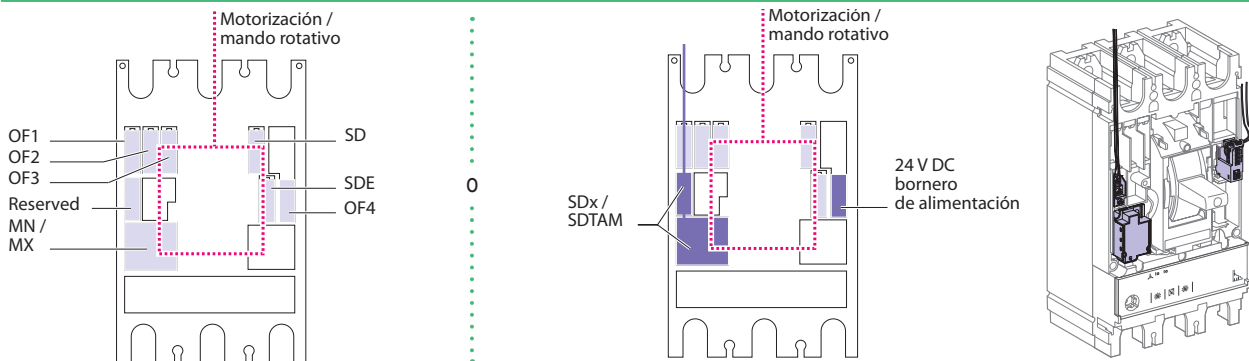 Motorización /
mando rotativo
OF1
OF2
OF3
Reserved
MN /
MX
SD
SDE
OF4
o
Motorización /
mando rotativo
SDx /
SDTAM
24 V DC
bornero
de alimentación